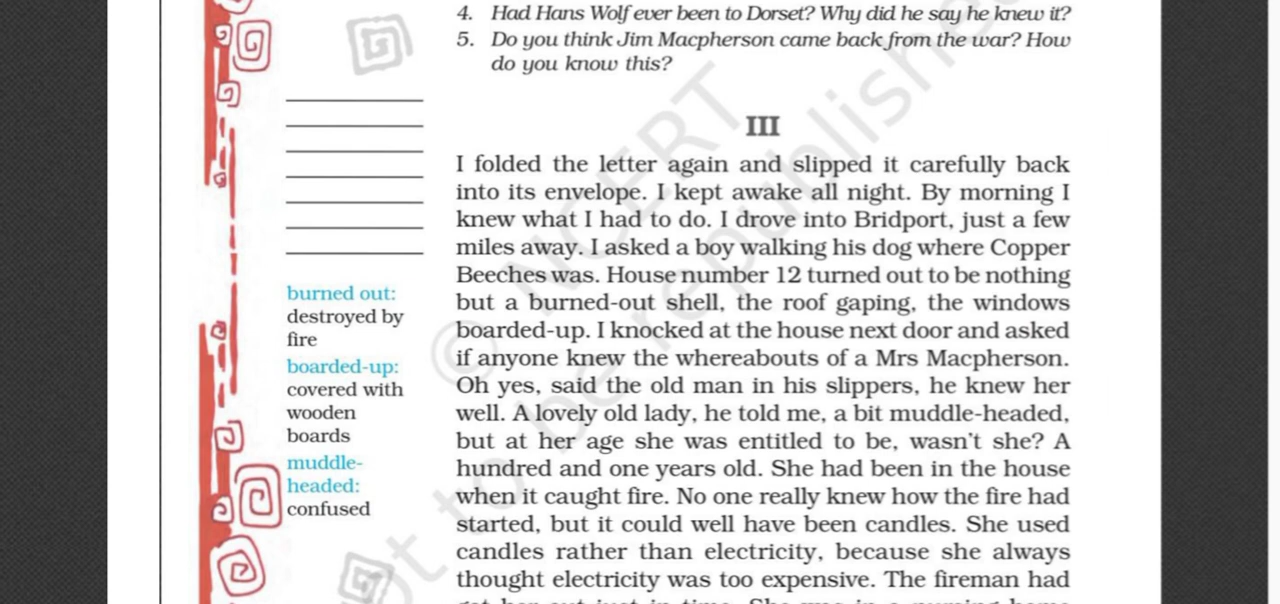 4. Had Hans Wolf ever been to Dorset? Why did he say he knew it?
5. Do you think Jim Macpherson came back from the war? How
do you know this?
III
I folded the letter again and slipped it carefully back
into its envelope. I kept awake all night. By morning I
knew what I had to do. I drove into Bridport, just a few
miles away. I asked a boy walking his dog where Copper
Beeches was. House number 12 turned out to be nothing
but a burned-out shell, the roof gaping, the windows
boarded-up. I knocked at the house next door and asked
if anyone knew the whereabouts of a Mrs Macpherson.
Oh yes, said the old man in his slippers, he knew her
well. A lovely old lady, he told me, a bit muddle-headed,
but at her age she was entitled to be, wasn't she? A
hundred and one years old. She had been in the house
when it caught fire. No one really knew how the fire had
started, but it could well have been candles. She used
candles rather than electricity, because she always
thought electricity was too expensive. The fireman had
burned out:
destroyed by
fire
boarded-up:
covered with
wooden
boards
muddle-
headed:
confused
© NCERT
not to be republished